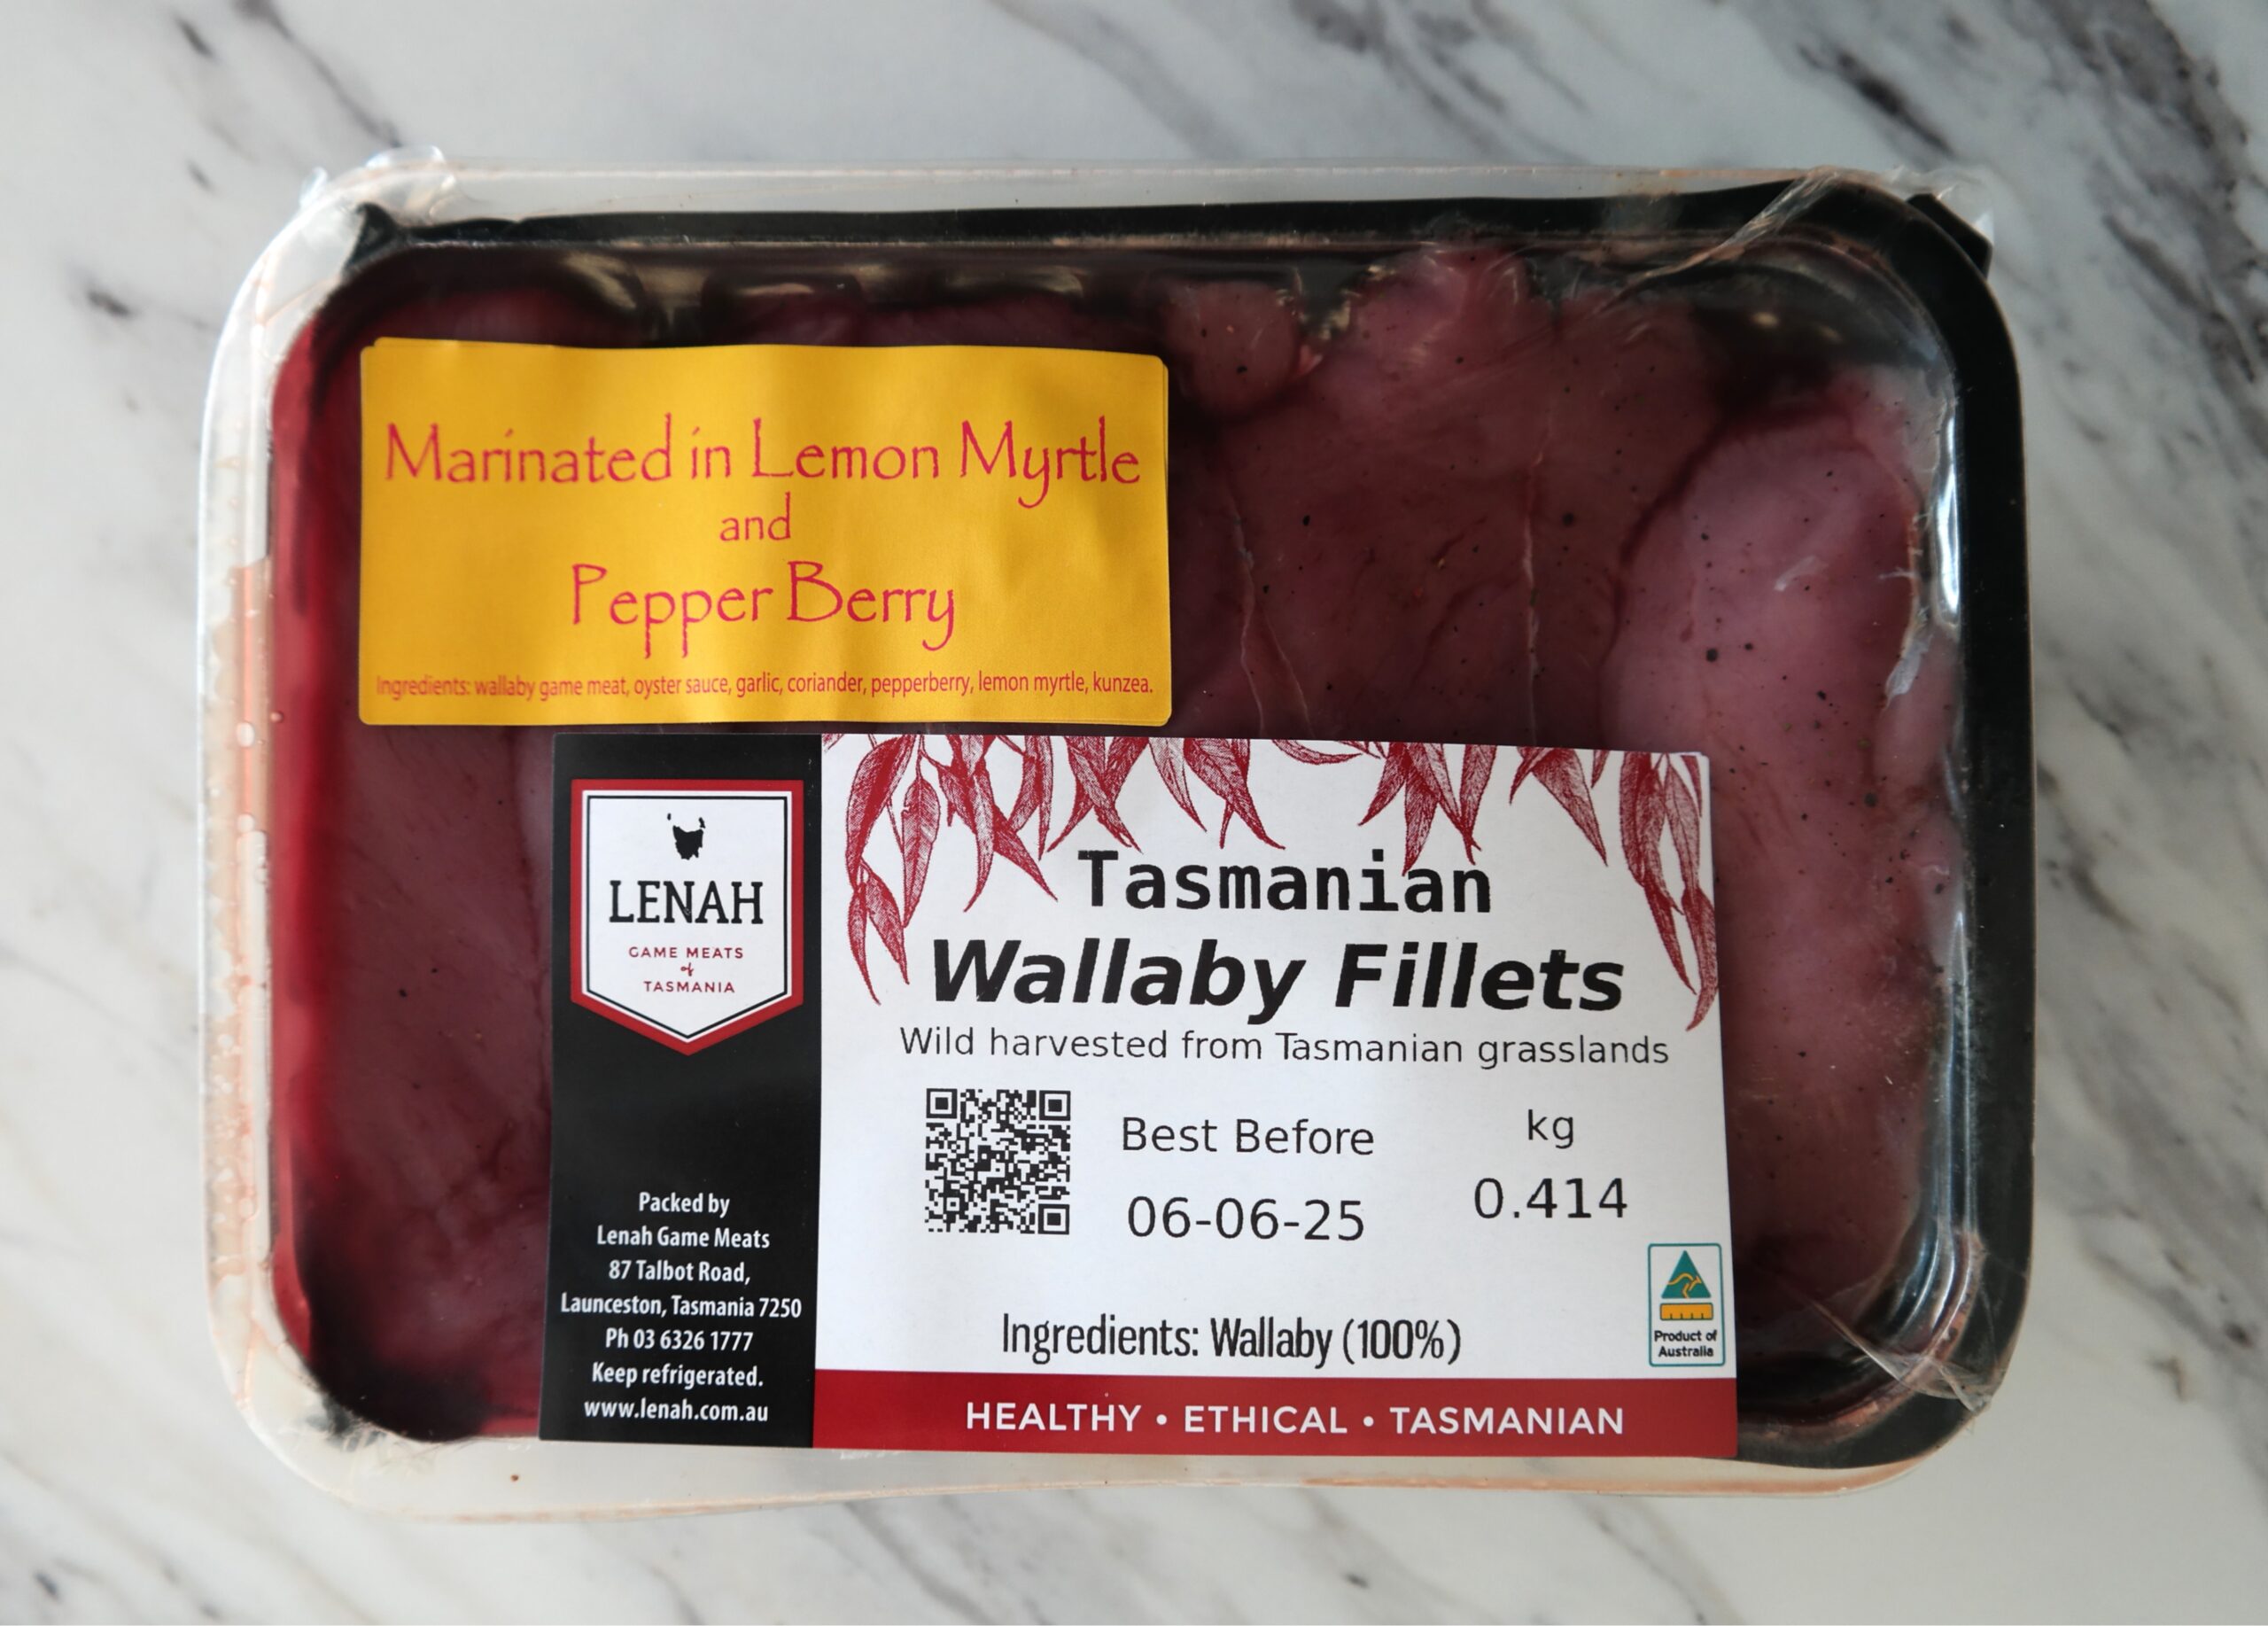 Marinated in Lemon Myrtle
and
Pepper Berry
Ingredients: wallaby game meat, oyster sauce, garlic, coriander, pepperberry, lemon myrtle, kunzea.
LENAH
GAME MEATS
of
TASMANIA
Packed by
Lenah Game Meats
87 Talbot Road,
Launceston, Tasmania 7250
Ph 03 6326 1777
Keep refrigerated.
www.lenah.com.au
Tasmanian
Wallaby Fillets
Wild harvested from Tasmanian grasslands
Best Before
06-06-25
kg
0.414
Ingredients: Wallaby (100%)
Product of
Australia
HEALTHY • ETHICAL • TASMANIAN